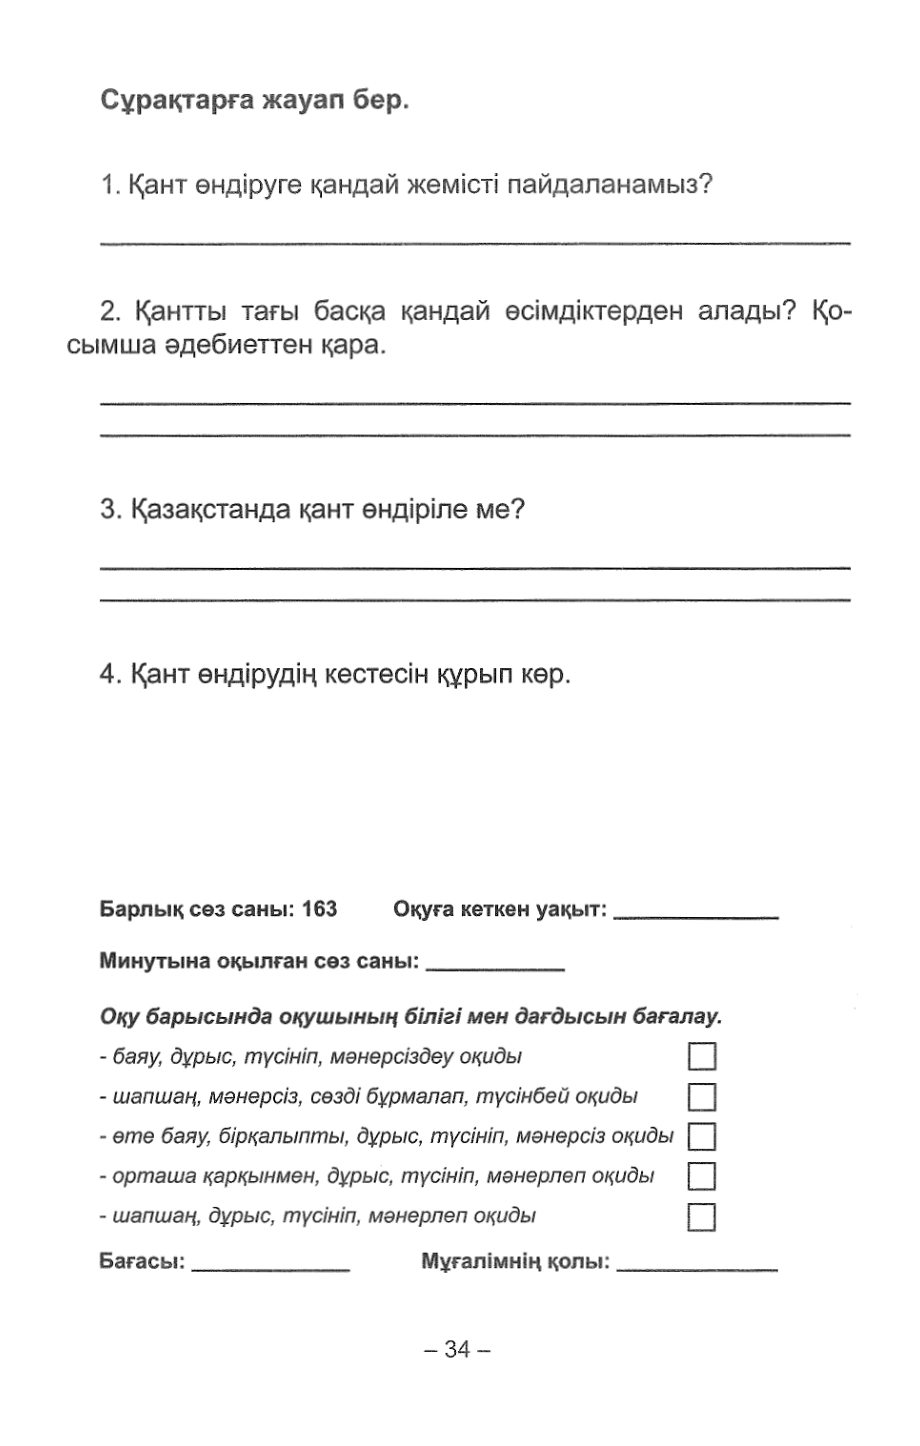 Сұрақтарға жауап бер.
1. Қант өндіруге қандай жемісті пайдаланамыз?
2. Қантты тағы басқа қандай өсімдіктерден алады? Қо-
сымша әдебиеттен қара.
3. Қазақстанда қант өндіріле ме?
4. Қант өндірудің кестесін құрып көр.
Барлық сөз саны: 163 Оқуға кеткен уақыт: ____________
Минутына оқылған сөз саны: ____________
Оқу барысында оқушының білігі мен дағдысын бағалау.
- баяу, дұрыс, түсініп, мәнерсіздеу оқиды
- шапшаң, мәнерсіз, сөзді бұрмалап, түсінбей оқиды
- өте баяу, бірқалыпты, дұрыс, түсініп, мәнерсіз оқиды
- орташа қарқынмен, дұрыс, түсініп, мәнерлеп оқиды
- шапшаң, дұрыс, түсініп, мәнерлеп оқиды
Бағасы: ____________ Мұғалімнің қолы: ____________
– 34 –